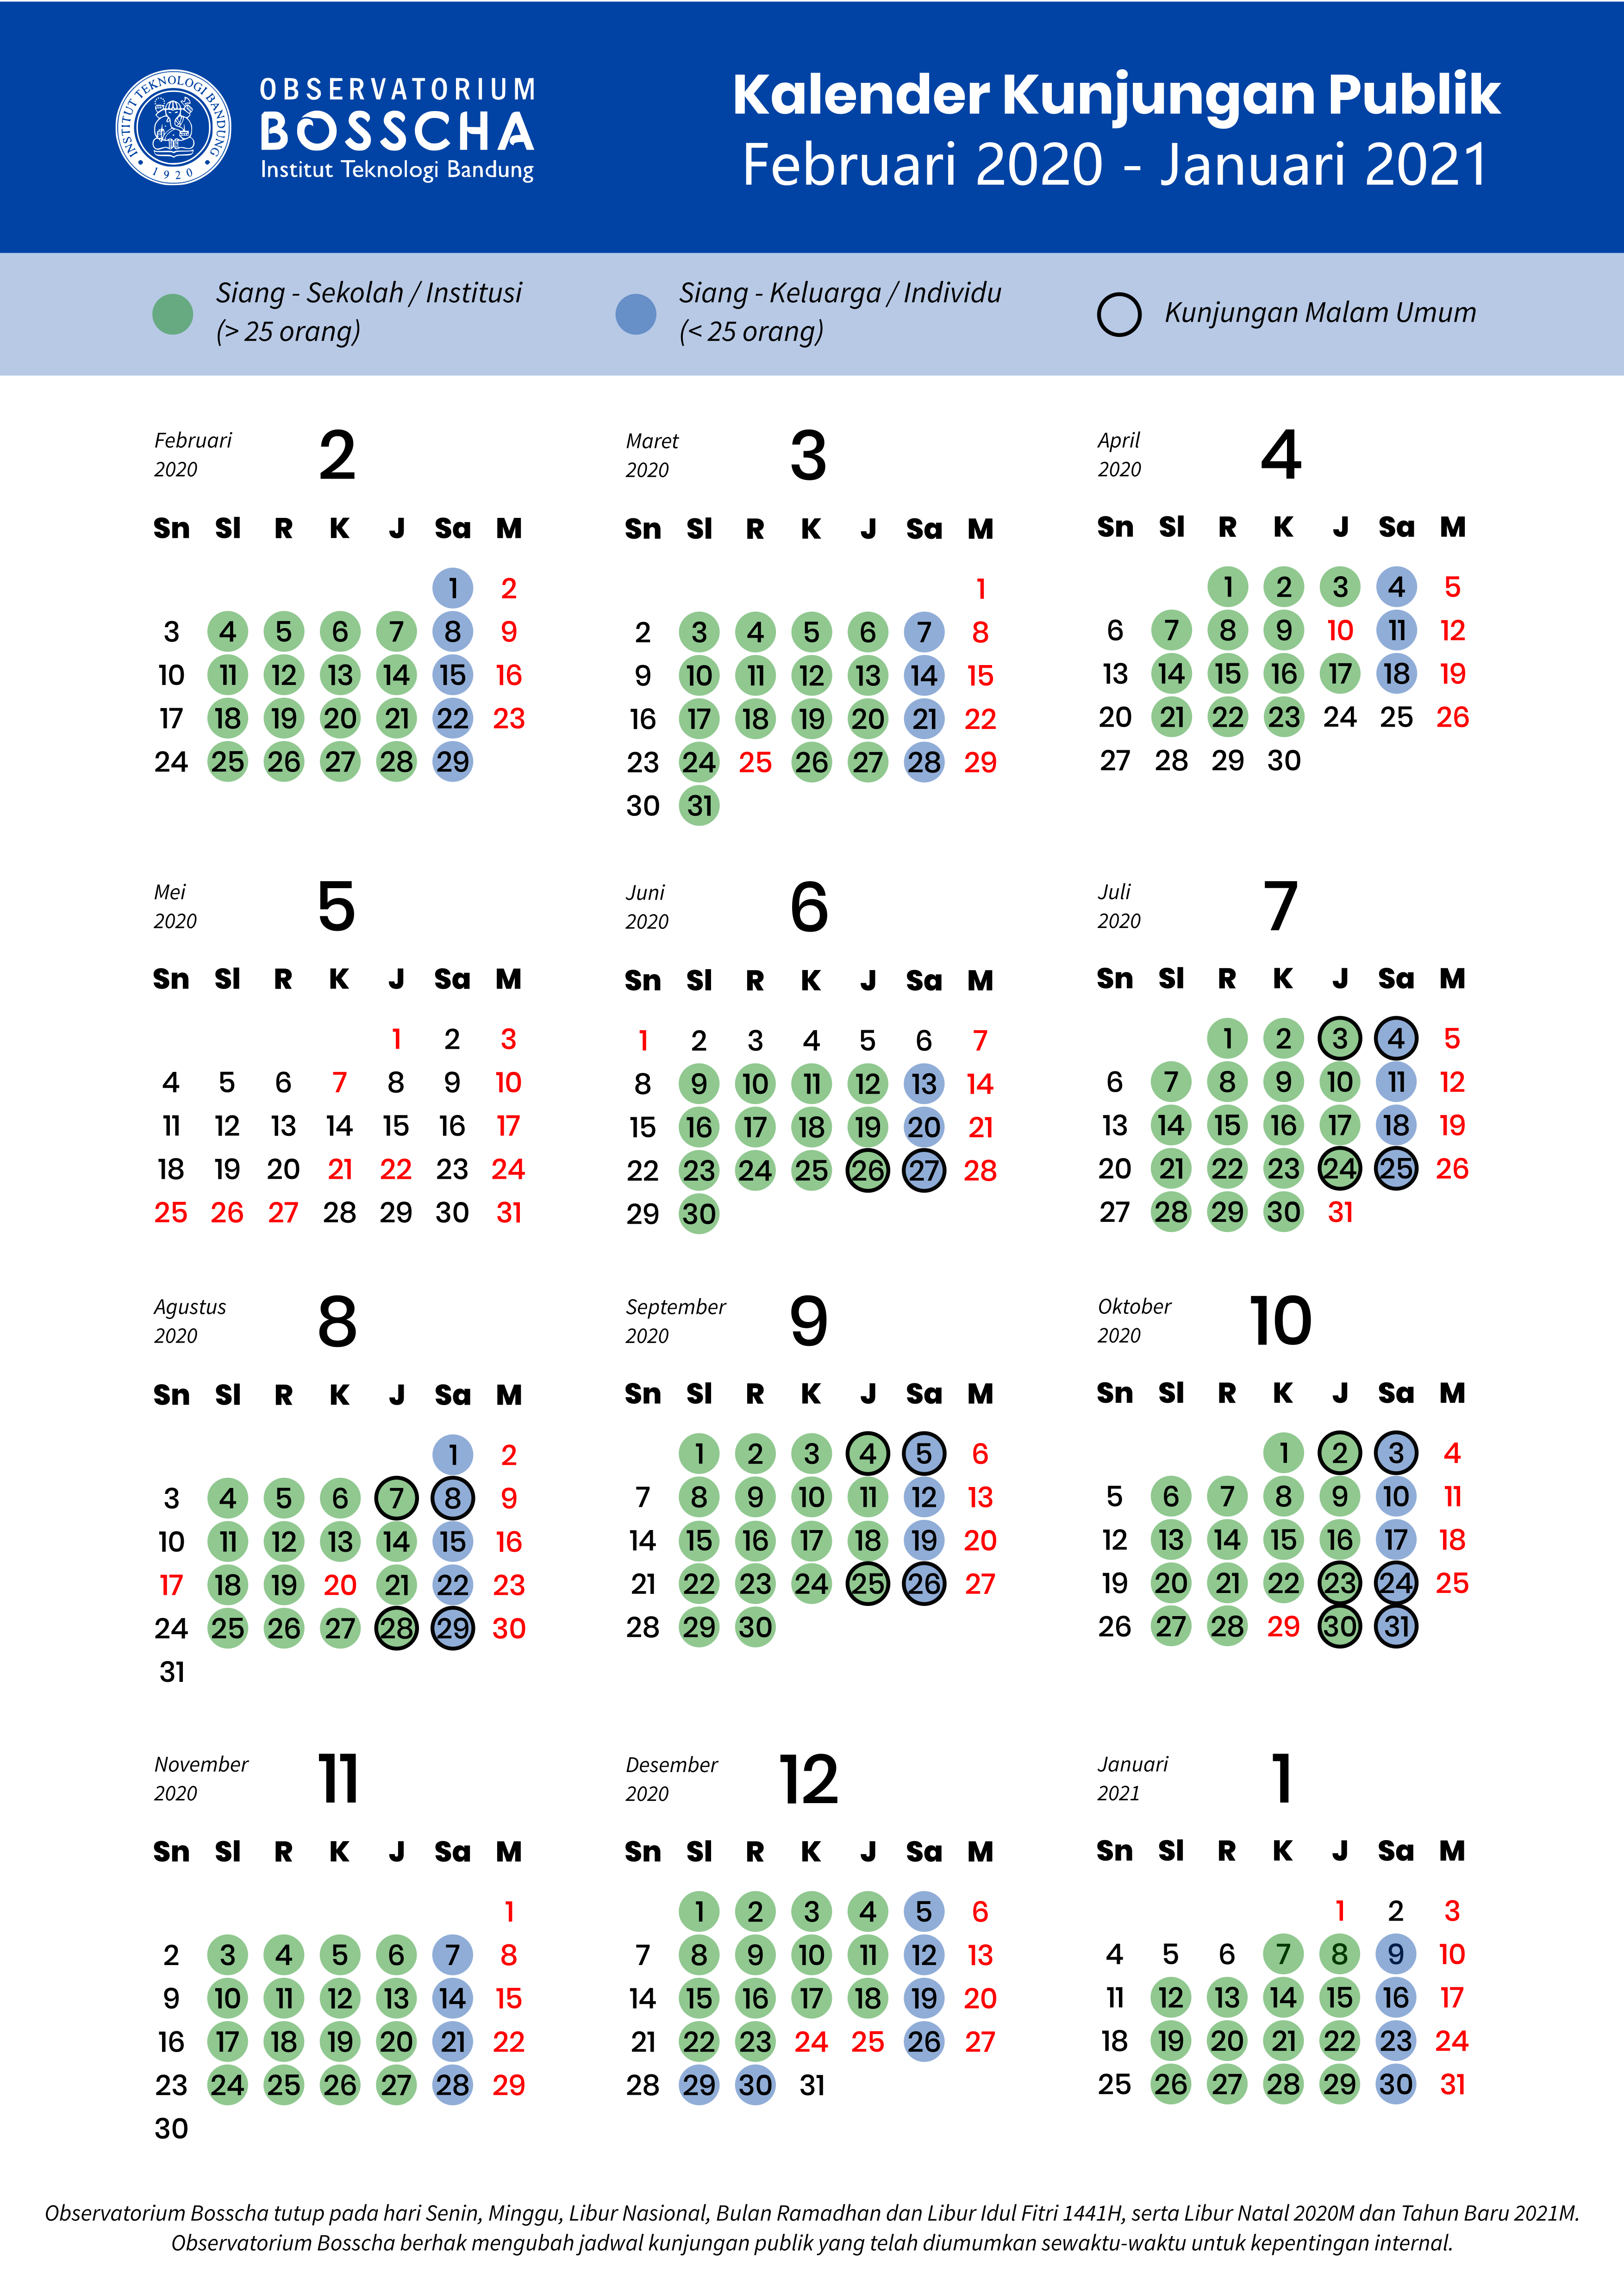 INSTITUT TEKNOLOGI BANDUNG
1920
OBSERVATORIUM
BOSSCHA
Institut Teknologi Bandung
Kalender Kunjungan Publik
Februari 2020 - Januari 2021
Siang - Sekolah / Institusi
(> 25 orang)
Siang - Keluarga / Individu
(< 25 orang)
Kunjungan Malam Umum
Februari
2020
2
Sn Sl R K J Sa M
1 2
3 4 5 6 7 8 9
10 11 12 13 14 15 16
17 18 19 20 21 22 23
24 25 26 27 28 29
Maret
2020
3
Sn Sl R K J Sa M
1
2 3 4 5 6 7 8
9 10 11 12 13 14 15
16 17 18 19 20 21 22
23 24 25 26 27 28 29
30 31
April
2020
4
Sn Sl R K J Sa M
1 2 3 4 5
6 7 8 9 10 11 12
13 14 15 16 17 18 19
20 21 22 23 24 25 26
27 28 29 30
Mei
2020
5
Sn Sl R K J Sa M
1 2 3
4 5 6 7 8 9 10
11 12 13 14 15 16 17
18 19 20 21 22 23 24
25 26 27 28 29 30 31
Juni
2020
6
Sn Sl R K J Sa M
1 2 3 4 5 6 7
8 9 10 11 12 13 14
15 16 17 18 19 20 21
22 23 24 25 26 27 28
29 30
Juli
2020
7
Sn Sl R K J Sa M
1 2 3 4 5
6 7 8 9 10 11 12
13 14 15 16 17 18 19
20 21 22 23 24 25 26
27 28 29 30 31
Agustus
2020
8
Sn Sl R K J Sa M
1 2
3 4 5 6 7 8 9
10 11 12 13 14 15 16
17 18 19 20 21 22 23
24 25 26 27 28 29 30
31
September
2020
9
Sn Sl R K J Sa M
1 2 3 4 5 6
7 8 9 10 11 12 13
14 15 16 17 18 19 20
21 22 23 24 25 26 27
28 29 30
Oktober
2020
10
Sn Sl R K J Sa M
1 2 3 4
5 6 7 8 9 10 11
12 13 14 15 16 17 18
19 20 21 22 23 24 25
26 27 28 29 30 31
November
2020
11
Sn Sl R K J Sa M
1
2 3 4 5 6 7 8
9 10 11 12 13 14 15
16 17 18 19 20 21 22
23 24 25 26 27 28 29
30
Desember
2020
12
Sn Sl R K J Sa M
1 2 3 4 5 6
7 8 9 10 11 12 13
14 15 16 17 18 19 20
21 22 23 24 25 26 27
28 29 30 31
Januari
2021
1
Sn Sl R K J Sa M
1 2 3
4 5 6 7 8 9 10
11 12 13 14 15 16 17
18 19 20 21 22 23 24
25 26 27 28 29 30 31
Observatorium Bosscha tutup pada hari Senin, Minggu, Libur Nasional, Bulan Ramadhan dan Libur Idul Fitri 1441H, serta Libur Natal 2020M dan Tahun Baru 2021M.
Observatorium Bosscha berhak mengubah jadwal kunjungan publik yang telah diumumkan sewaktu-waktu untuk kepentingan internal.